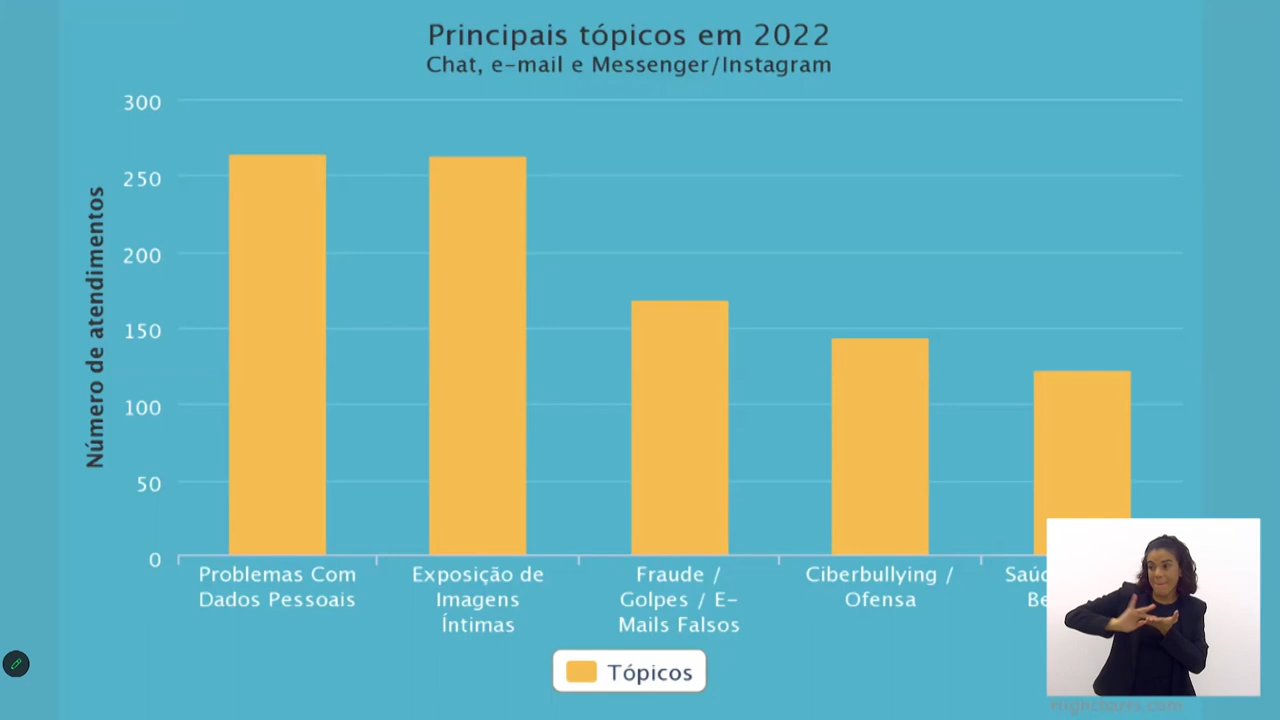 Principais tópicos em 2022
Chat, e-mail e Messenger/Instagram
Número de atendimentos
300
250
200
150
100
50
0
Problemas Com
Dados Pessoais
Exposição de
Imagens
Íntimas
Fraude /
Golpes / E-
Mails Falsos
Ciberbullying /
Ofensa
Tópicos